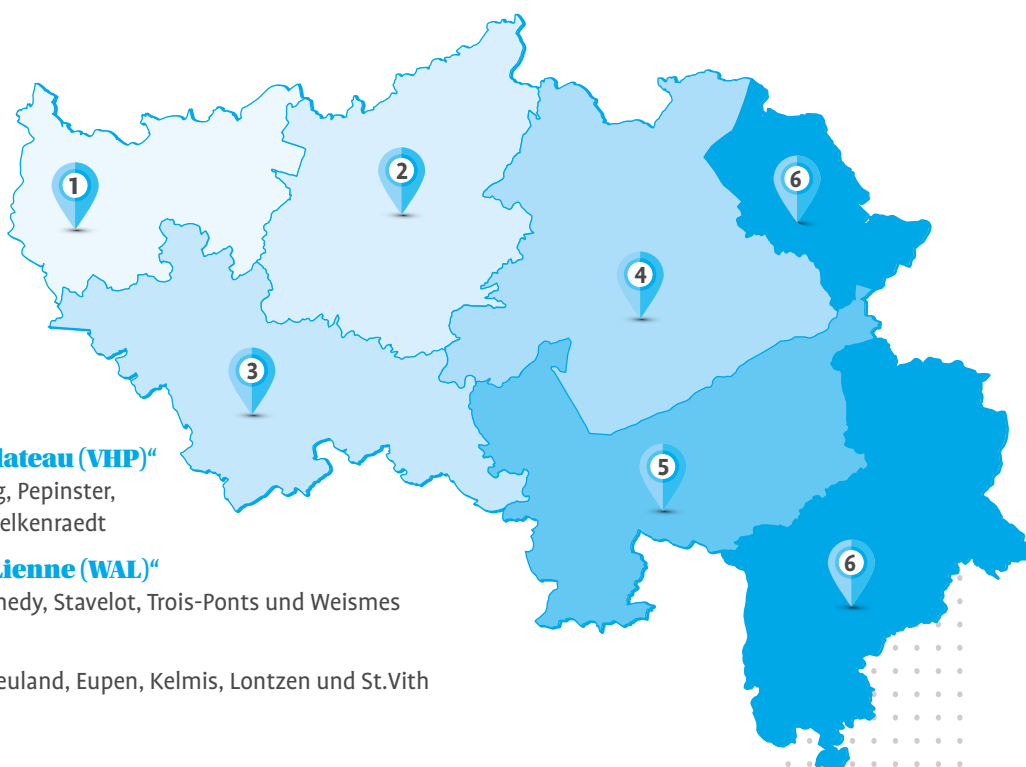 1
2
6
4
3
5
6
lateau (VHP)“
g, Pepinster,
elkenraedt
Lienne (WAL)“
nedy, Stavelot, Trois-Ponts und Weismes
euland, Eupen, Kelmis, Lontzen und St.Vith